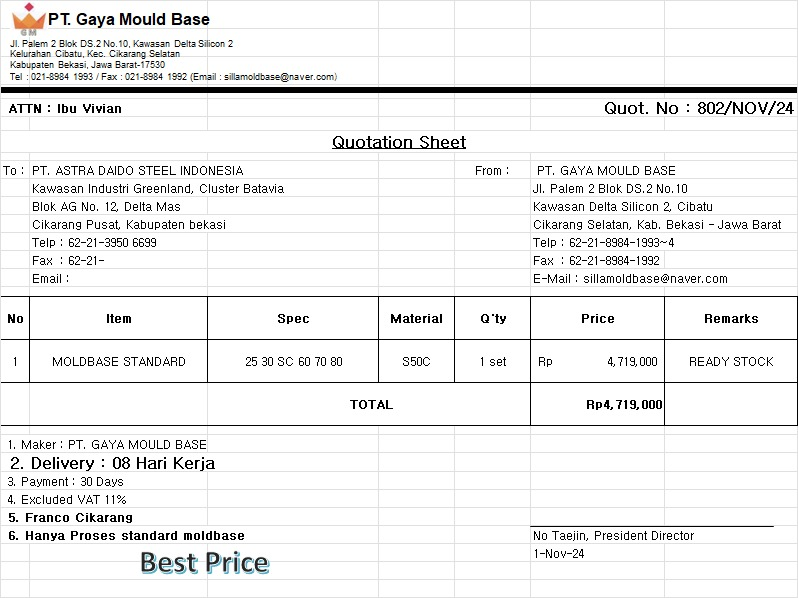 GM
PT. Gaya Mould Base
Jl. Palem 2 Blok DS.2 No.10, Kawasan Delta Silicon 2
Kelurahan Cibatu, Kec. Cikarang Selatan
Kabupaten Bekasi, Jawa Barat-17530
Tel : 021-8984 1993 / Fax : 021-8984 1992 (Email : sillamoldbase@naver.com)
ATTN : Ibu Vivian
Quot. No : 802/NOV/24
Quotation Sheet
To : PT. ASTRA DAIDO STEEL INDONESIA
Kawasan Industri Greenland, Cluster Batavia
Blok AG No. 12, Delta Mas
Cikarang Pusat, Kabupaten bekasi
Telp : 62-21-3950 6699
Fax : 62-21-
Email :
From : PT. GAYA MOULD BASE
Jl. Palem 2 Blok DS.2 No.10
Kawasan Delta Silicon 2, Cibatu
Cikarang Selatan, Kab. Bekasi - Jawa Barat
Telp : 62-21-8984-1993~4
Fax : 62-21-8984-1992
E-Mail : sillamoldbase@naver.com
No Item Spec Material Q'ty Price Remarks
1 MOLDBASE STANDARD 25 30 SC 60 70 80 S50C 1 set Rp 4,719,000 READY STOCK
TOTAL Rp4,719,000
1. Maker : PT. GAYA MOULD BASE
2. Delivery : 08 Hari Kerja
3. Payment : 30 Days
4. Excluded VAT 11%
5. Franco Cikarang
6. Hanya Proses standard moldbase
Best Price
No Taejin, President Director
1-Nov-24